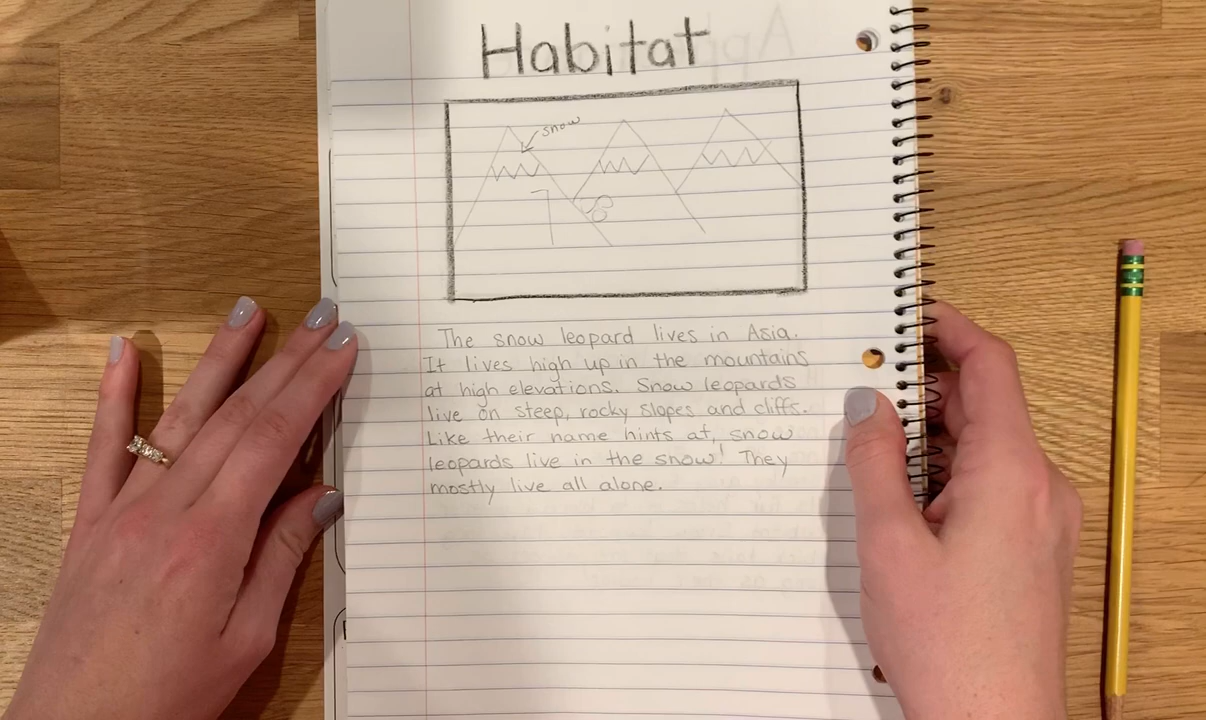 Habitat
snow
The snow leopard lives in Asia.
It lives high up in the mountains
at high elevations. Snow leopards
live on steep, rocky slopes and cliffs.
Like their name hints at, snow
leopards live in the snow! They
mostly live all alone.